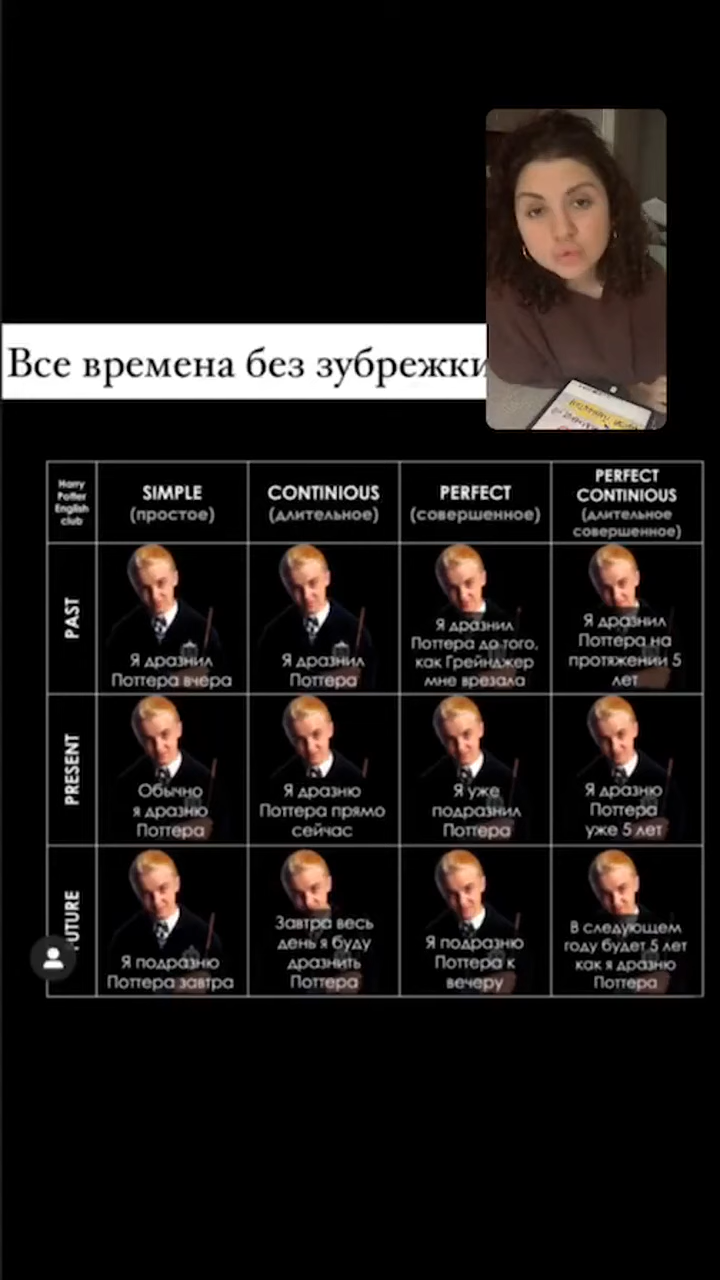 Все времена без зубрежки
Harry
Potter
English
club
SIMPLE
(простое)
CONTINIOUS
(длительное)
PERFECT
(совершенное)
PERFECT
CONTINIOUS
(длительное
совершенное)
PAST
Я дразнил
Поттера вчера
Я дразнил
Поттера
Я дразнил
Поттера до того,
как Грейнджер
мне врезала
Я дразнил
Поттера на
протяжении 5
лет
PRESENT
Обычно
я дразню
Поттера
Я дразню
Поттера прямо
сейчас
Я уже
подразнил
Поттера
Я дразню
Поттера
уже 5 лет
FUTURE
Я подразню
Поттера завтра
Завтра весь
день я буду
дразнить
Поттера
Я подразню
Поттера к
вечеру
В следующем
году будет 5 лет
как я дразню
Поттера